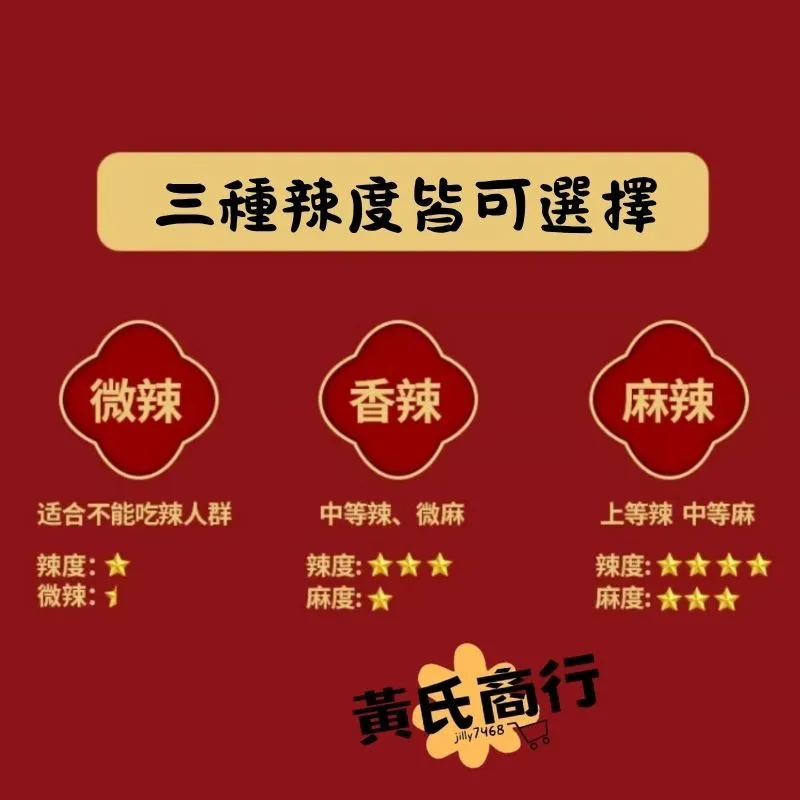 三種辣度皆可選擇
微辣
香辣
麻辣
适合不能吃辣人群
中等辣、微麻
上等辣 中等麻
辣度:
微辣:
辣度:
麻度:
辣度:
麻度:
黃氏商行
jilly7468